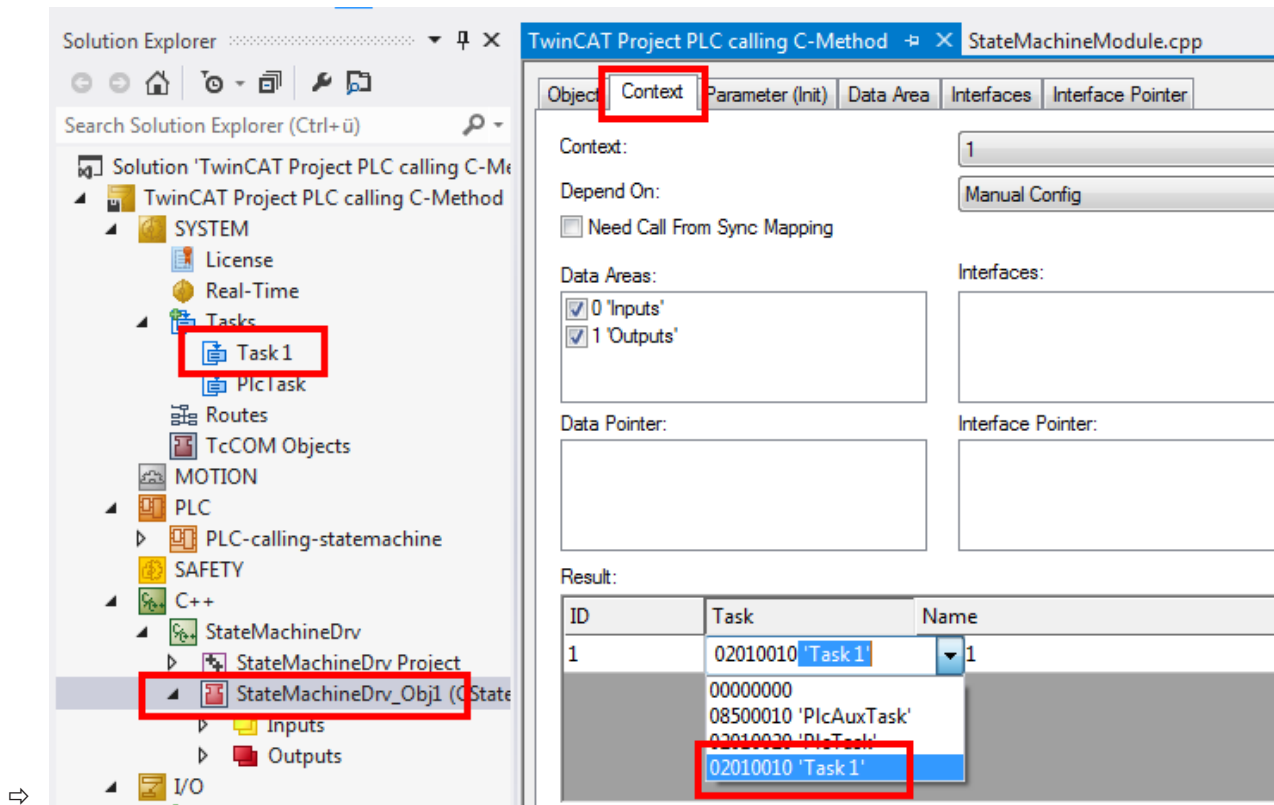 Solution Explorer
Search Solution Explorer (Ctrl+ü)
Solution 'TwinCAT Project PLC calling C-Me
TwinCAT Project PLC calling C-Method
SYSTEM
License
Real-Time
Tasks
Task 1
PlcTask
Routes
TcCOM Objects
MOTION
PLC
PLC-calling-statemachine
SAFETY
C++
StateMachineDrv
StateMachineDrv Project
StateMachineDrv_Obj1 (CState
Inputs
Outputs
I/O
TwinCAT Project PLC calling C-Method StateMachineModule.cpp
Object Context Parameter (Init) Data Area Interfaces Interface Pointer
Context: 1
Depend On: Manual Config
Need Call From Sync Mapping
Data Areas: Interfaces:
0 'Inputs'
1 'Outputs'
Data Pointer: Interface Pointer:
Result:
ID Task Name
1 02010010 'Task 1' 1
00000000
08500010 'PlcAuxTask'
02010020 'PlcTask'
02010010 'Task 1'